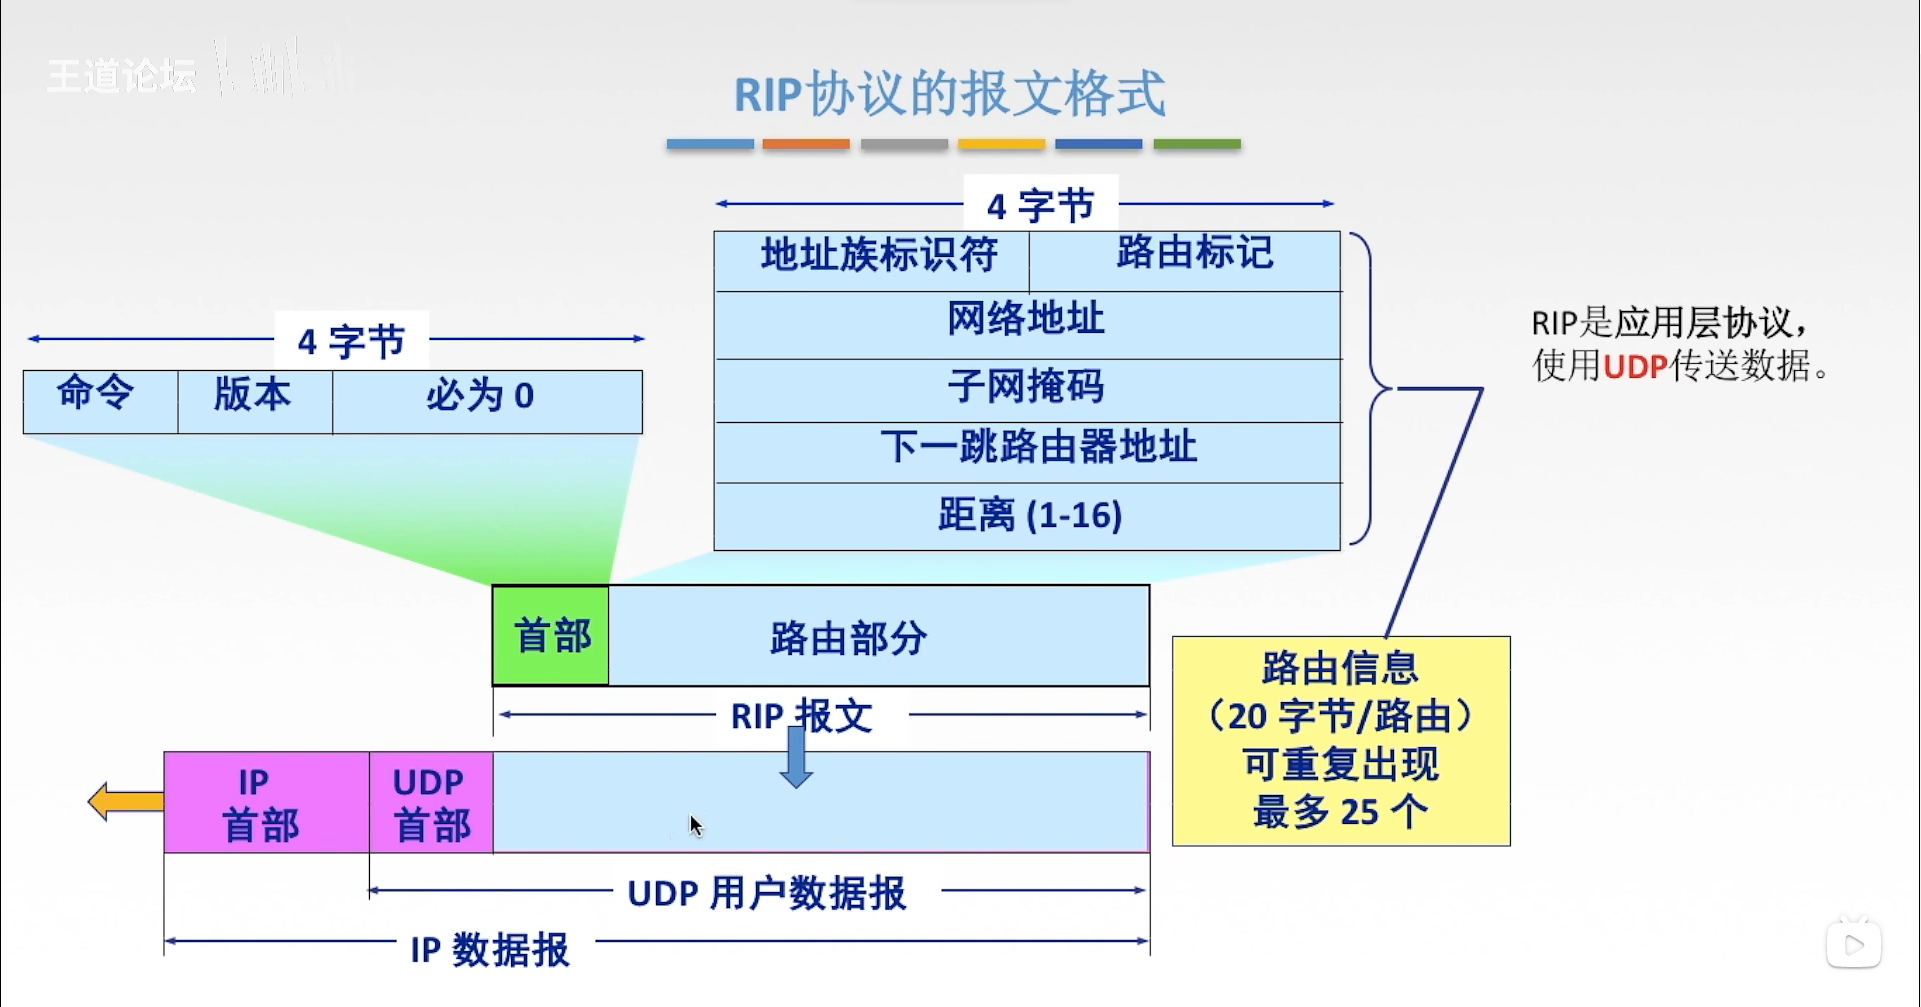 王道论坛
RIP协议的报文格式
4 字节
地址族标识符 路由标记
网络地址
子网掩码
下一跳路由器地址
距离 (1-16)
4 字节
命令 版本 必为 0
RIP是应用层协议，
使用UDP传送数据。
首部 路由部分
RIP 报文
路由信息
（20 字节/路由）
可重复出现
最多 25 个
IP
首部
UDP
首部
UDP 用户数据报
IP 数据报